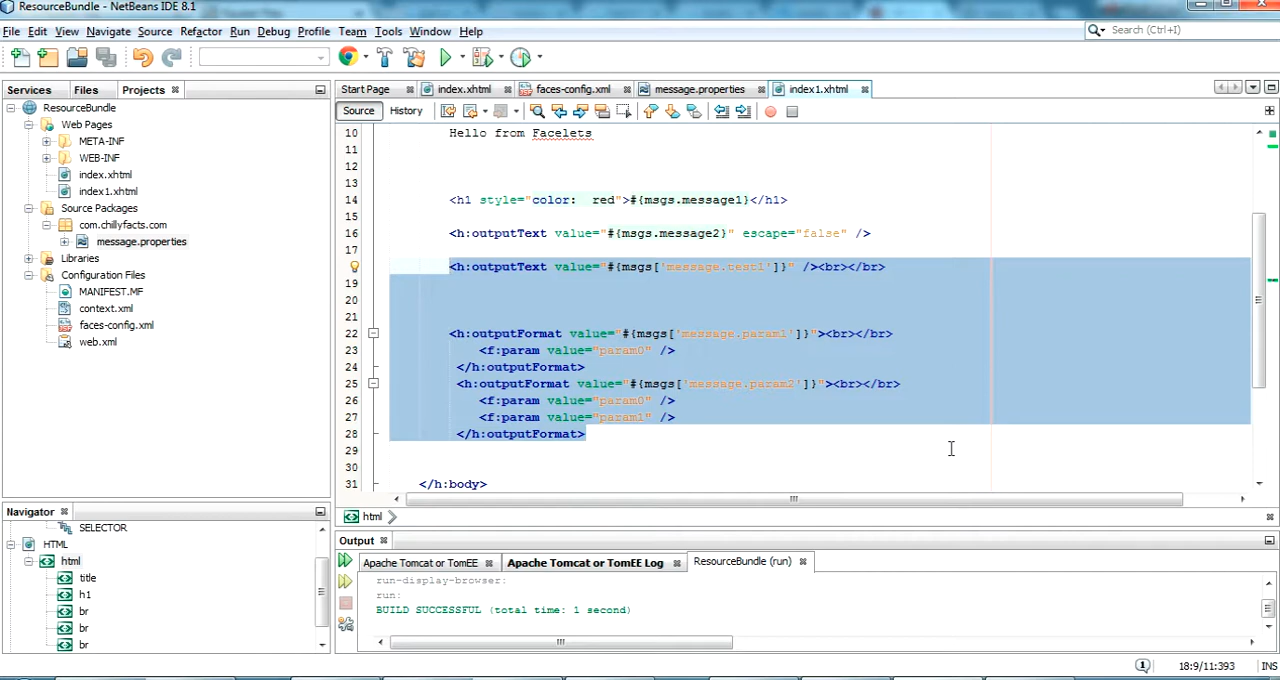 ResourceBundle - NetBeans IDE 8.1
File Edit View Navigate Source Refactor Run Debug Profile Team Tools Window Help
Search (Ctrl+I)
Services Files Projects
Start Page index.xhtml faces-config.xml message.properties index1.xhtml
ResourceBundle
Web Pages
META-INF
WEB-INF
index.xhtml
index1.xhtml
Source Packages
com.chillyfacts.com
message.properties
Libraries
Configuration Files
MANIFEST.MF
context.xml
faces-config.xml
web.xml
Source History
10 Hello from Facelets
11
12
13
14 <h1 style="color: red">#{msgs.message1}</h1>
15
16 <h:outputText value="#{msgs.message2}" escape="false" />
17
<h:outputText value="#{msgs['message.test1']}" /><br></br>
19
20
21
22 <h:outputFormat value="#{msgs['message.param1']}"><br></br>
23 <f:param value="param0" />
24 </h:outputFormat>
25 <h:outputFormat value="#{msgs['message.param2']}"><br></br>
26 <f:param value="param0" />
27 <f:param value="param1" />
28 </h:outputFormat>
29
30
31 </h:body>
html
Navigator
SELECTOR
HTML
html
title
h1
br
br
br
Output
Apache Tomcat or TomEE Apache Tomcat or TomEE Log ResourceBundle (run)
run-display-browser:
run:
BUILD SUCCESSFUL (total time: 1 second)
1 18:9/11:393 INS